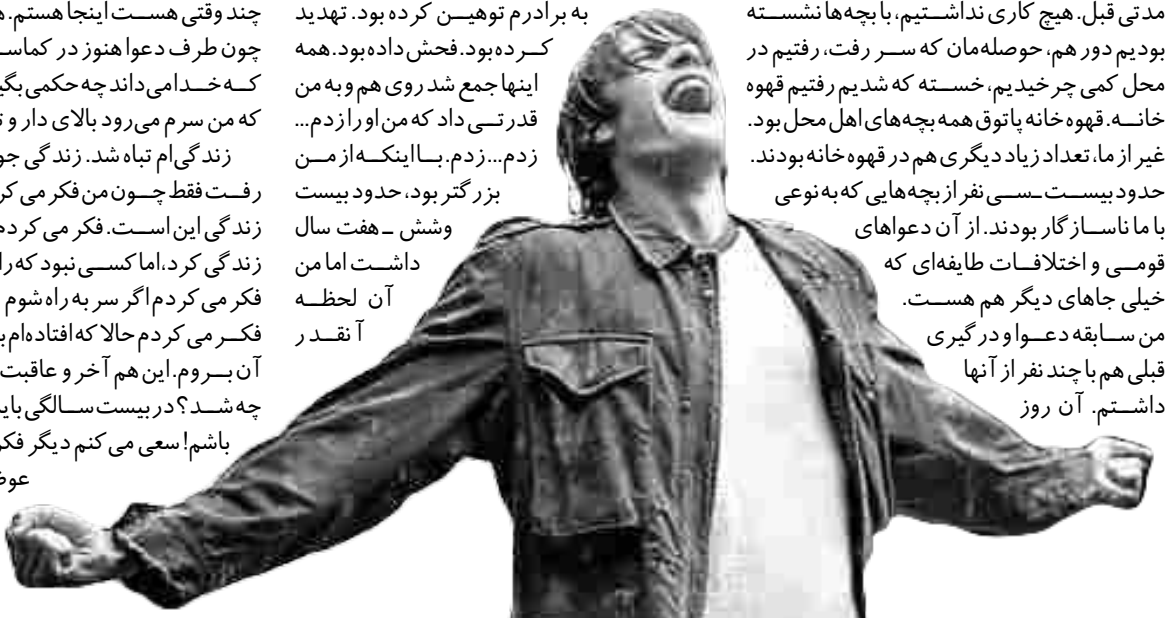 مدتی قبل. هیچ کاری نداشتیم، با بچه‌ها نشسته
بودیم دور هم، حوصله‌مان که سر رفت، رفتیم در
محل کمی چرخیدیم، خسته که شدیم رفتیم قهوه
خانه. قهوه‌خانه پاتوق همه بچه‌های اهل محل بود.
غیر از ما، تعداد زیاد دیگری هم در قهوه‌خانه بودند.
حدود بیست ـ سی نفر از بچه‌هایی که به نوعی
با ما ناسازگار بودند. از آن دعواهای
قومی و اختلافات طایفه‌ای که
خیلی جاهای دیگر هم هست.
من سابقه دعوا و درگیری
قبلی هم با چند نفر از آنها
داشتم. آن روز
به برادرم توهین کرده بود. تهدید
کرده بود. فحش داده بود. همه
اینها جمع شد روی هم و به من
قدرتی داد که من او را زدم...
زدم... زدم. با اینکه از من
بزرگتر بود، حدود بیست
وشش ـ هفت سال
داشت اما من
آن لحظه
آنقدر
چند وقتی هست اینجا هستم.
چون طرف دعوا هنوز در
که خدا می‌داند چه حکمی
که من سرم می‌رود بالای دار و
زندگی‌ام تباه شد. زندگی
رفت فقط چون من فکر می
زندگی این است. فکر می کردم
زندگی کرد، اما کسی نبود که
فکر می کردم اگر سر به راه شوم
فکر می کردم حالا که افتاده‌ام
آن بروم. این هم آخر و عاقبت
چه شد؟ در بیست سالگی
باشم! سعی می کنم دیگر